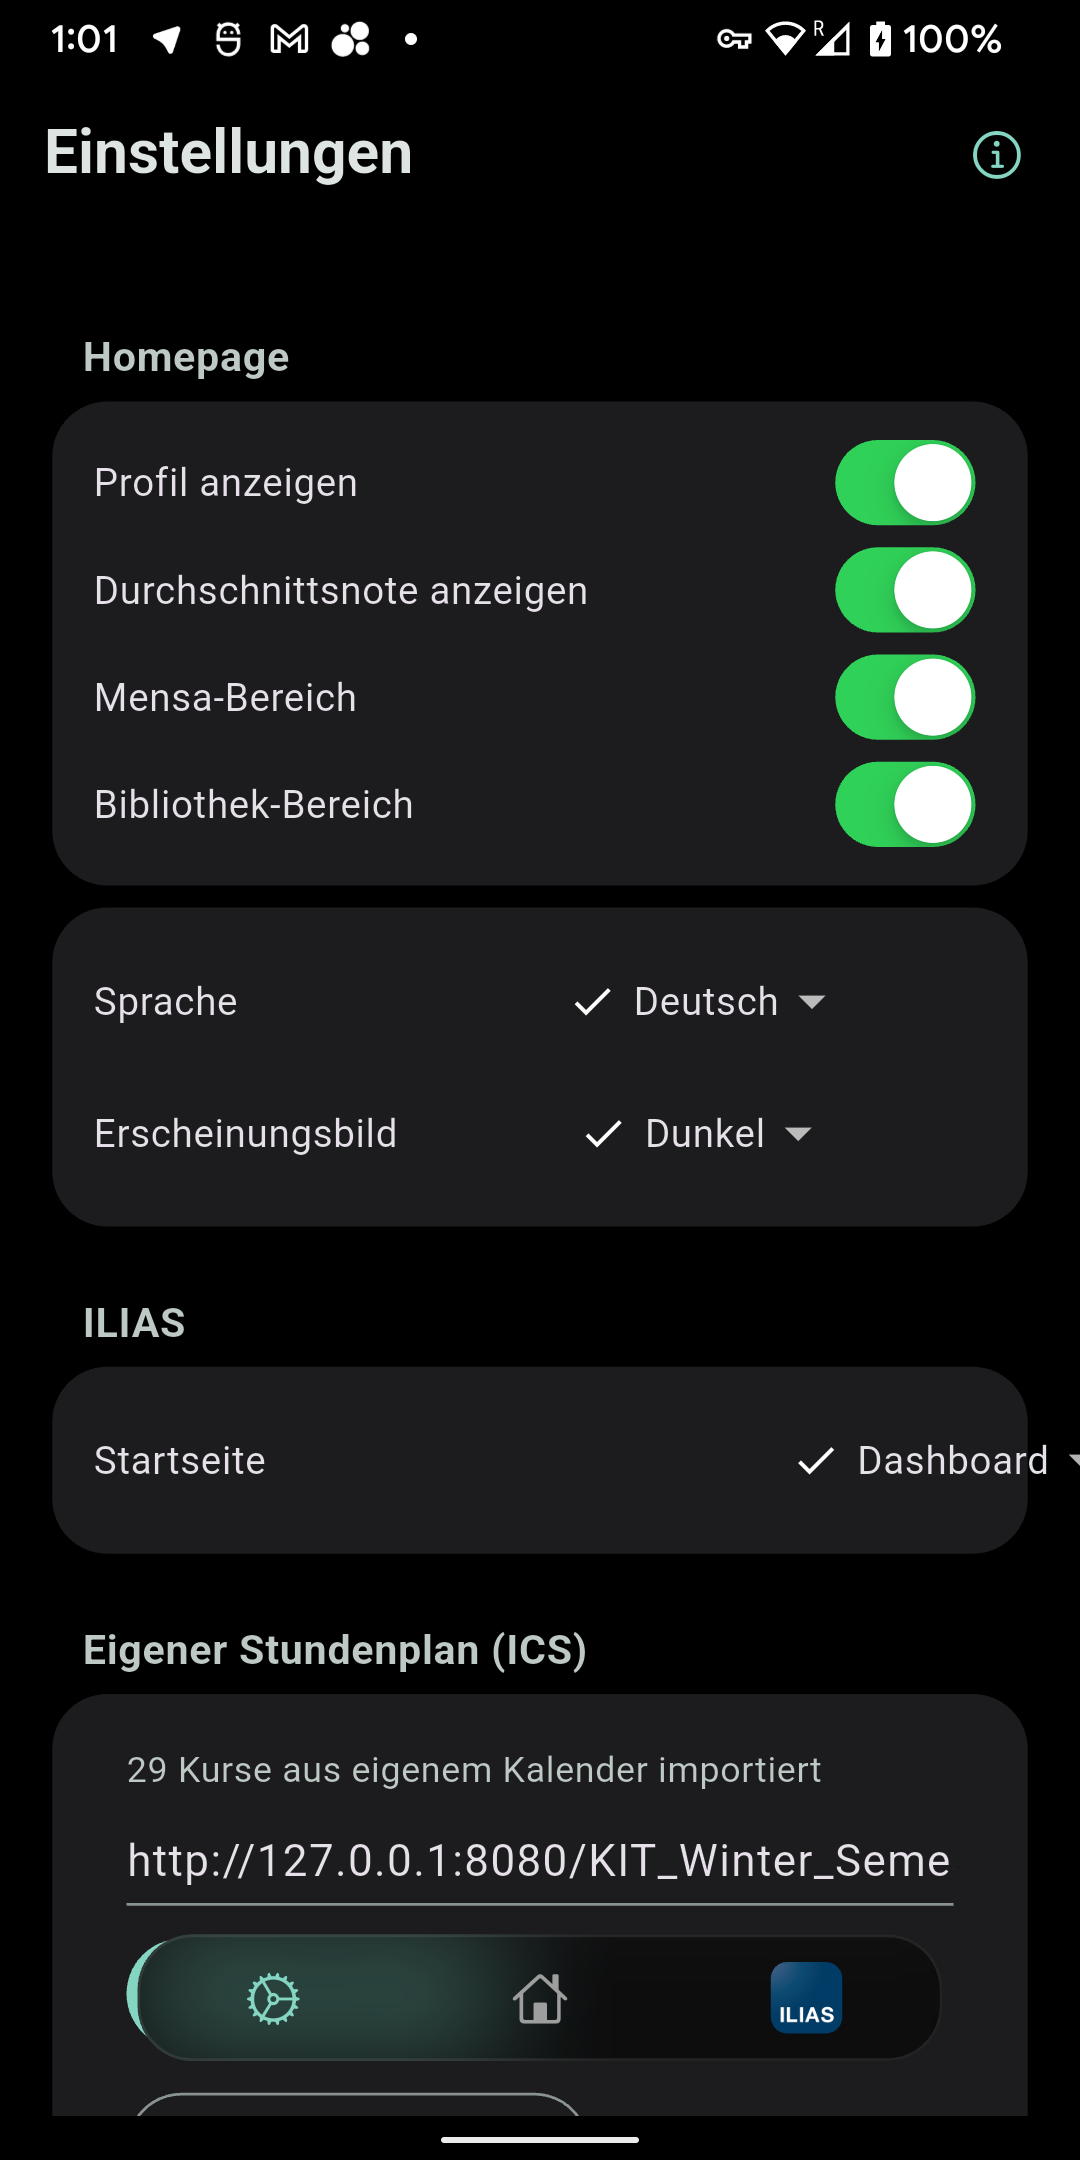 1:01 R 100%
Einstellungen
Homepage
Profil anzeigen
Durchschnittsnote anzeigen
Mensa-Bereich
Bibliothek-Bereich
Sprache Deutsch
Erscheinungsbild Dunkel
ILIAS
Startseite Dashboard
Eigener Stundenplan (ICS)
29 Kurse aus eigenem Kalender importiert
http://127.0.0.1:8080/KIT_Winter_Seme
ILIAS